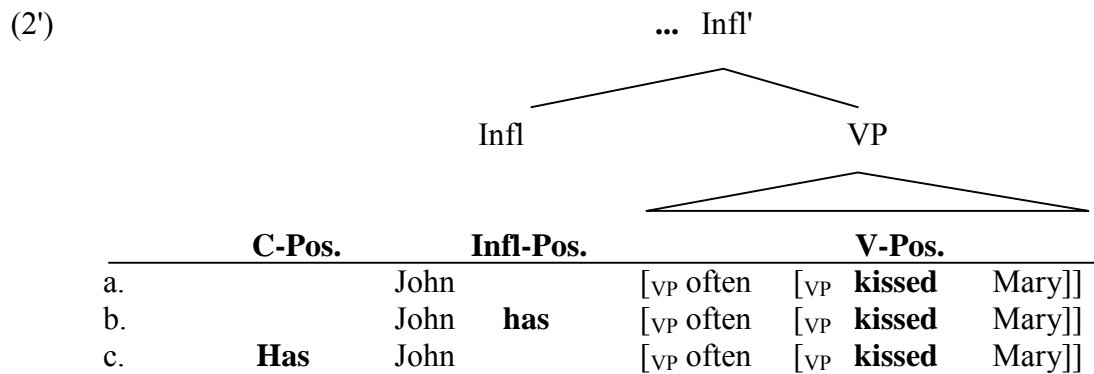 (2') ... Infl'
Infl VP
C-Pos. Infl-Pos. V-Pos.
a. John [VP often [VP kissed Mary]]
b. John has [VP often [VP kissed Mary]]
c. Has John [VP often [VP kissed Mary]]